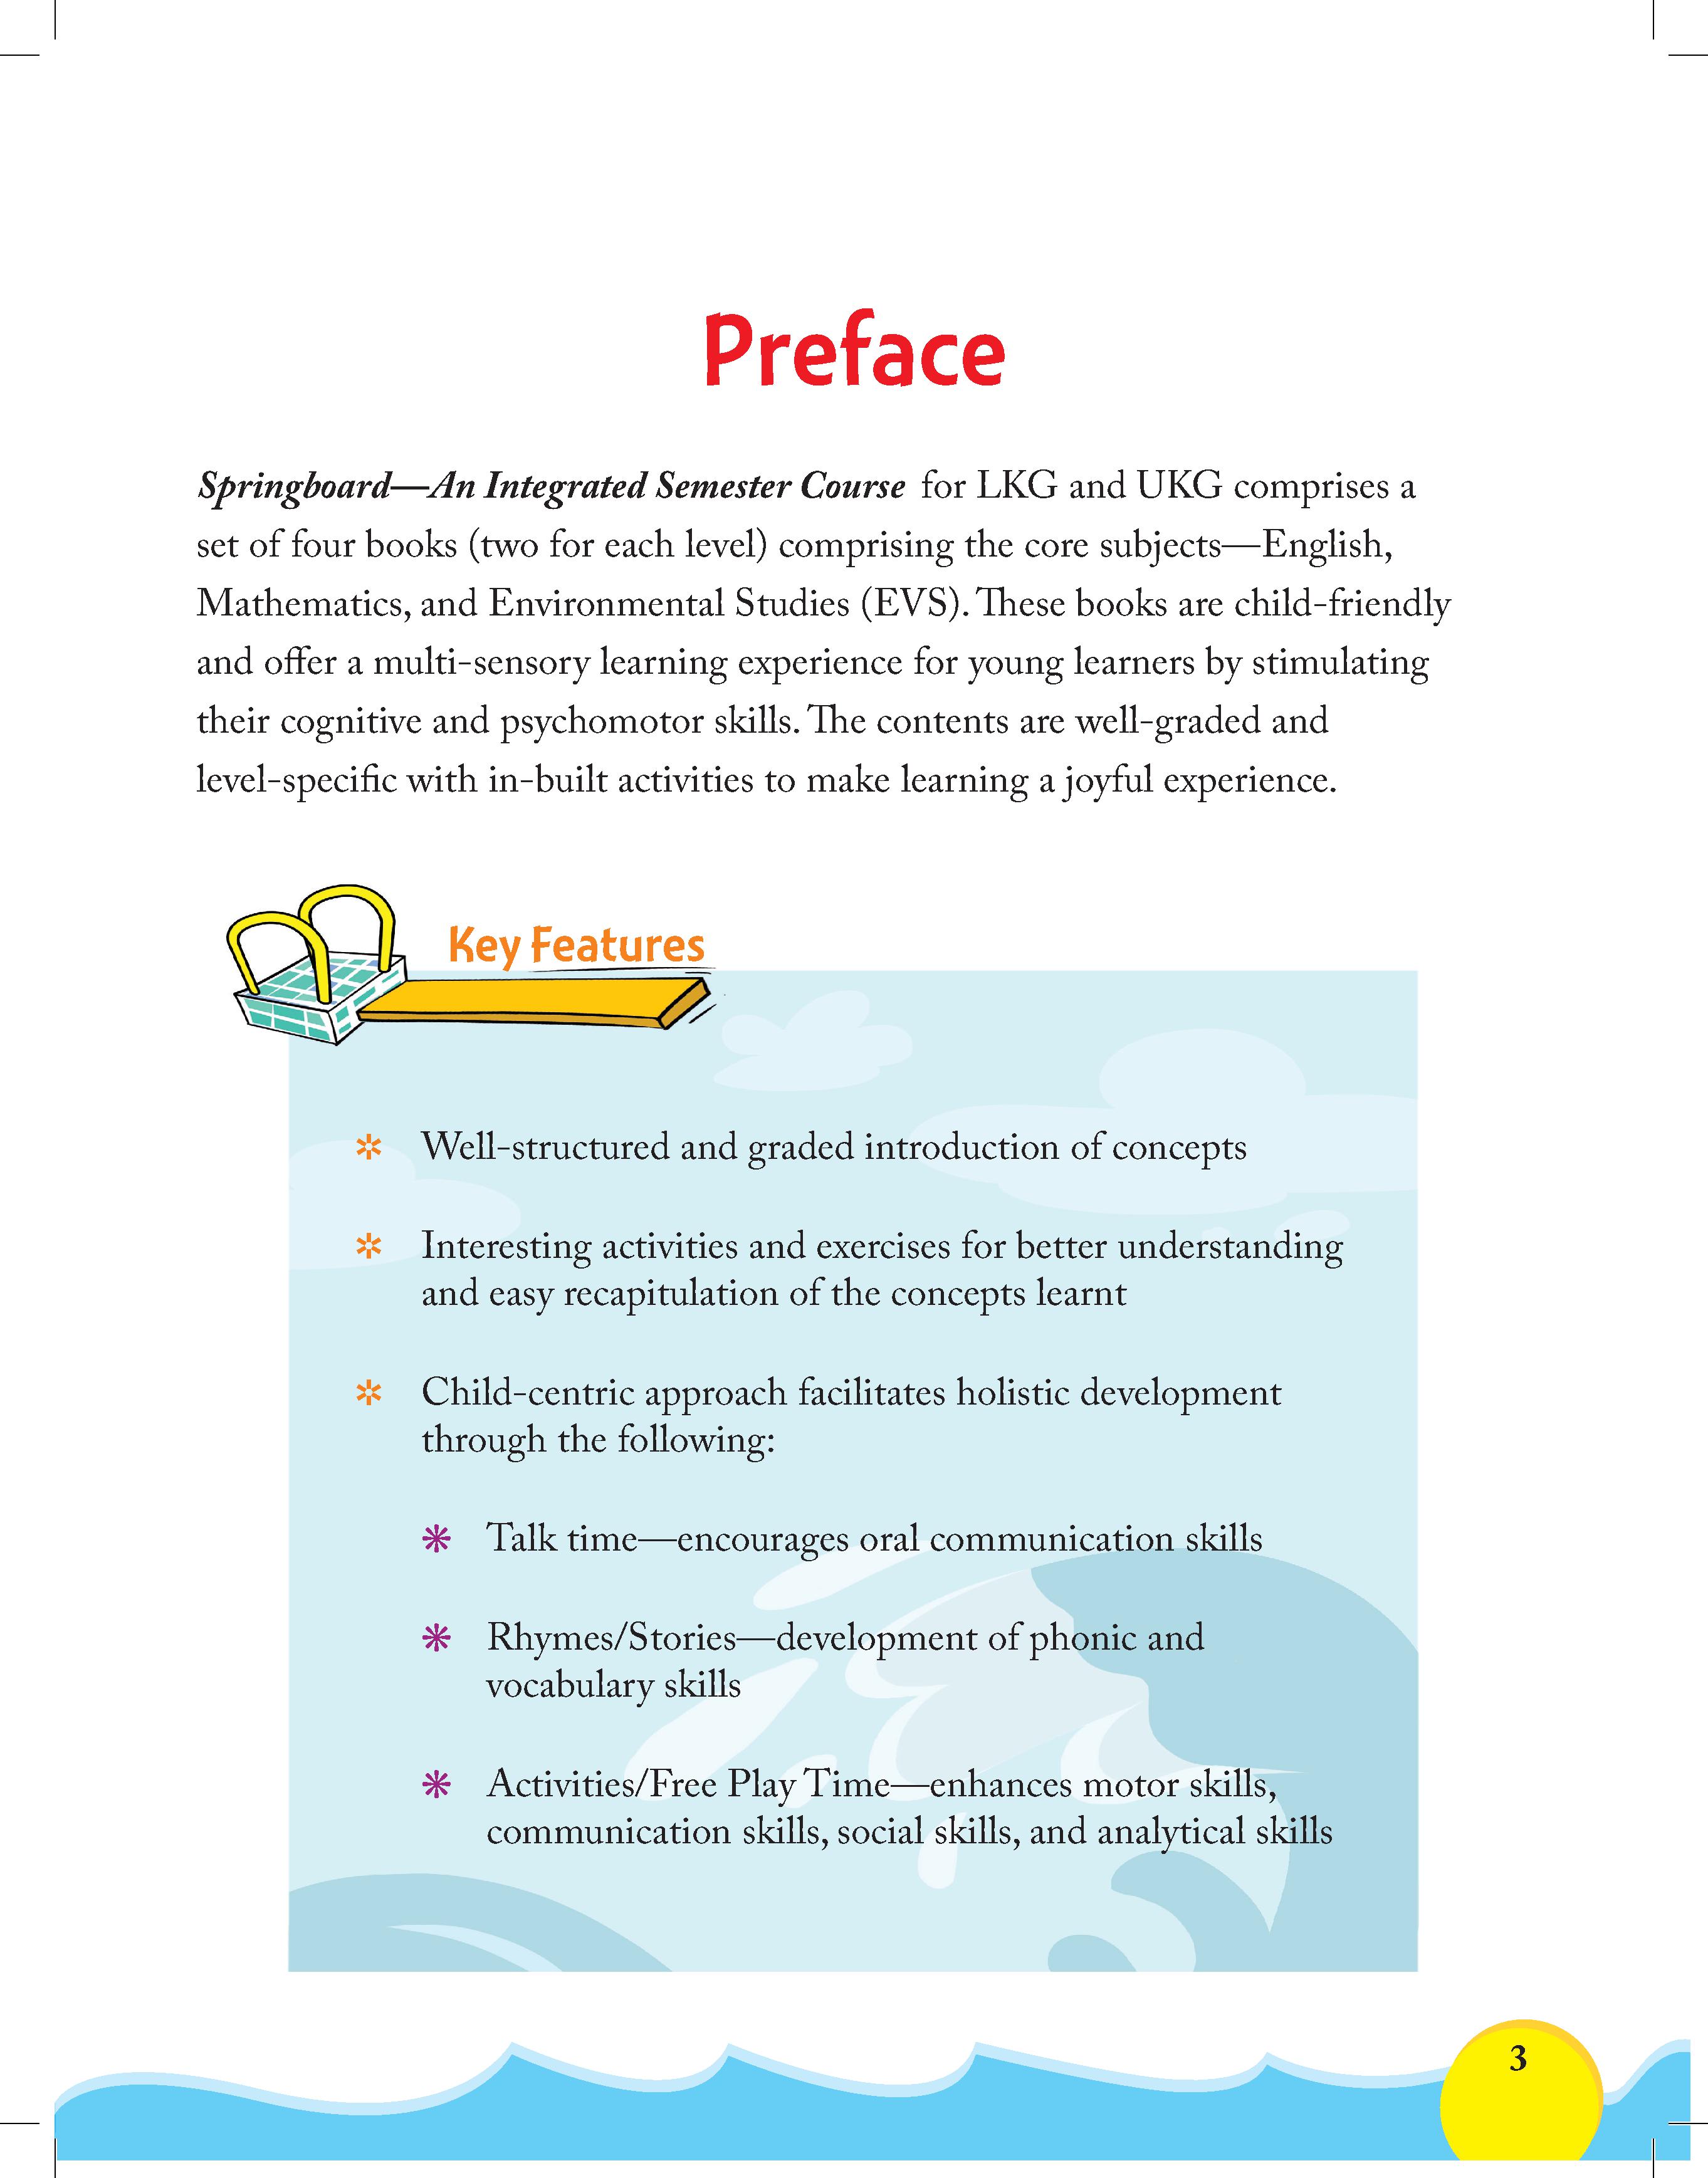 Preface
Springboard—An Integrated Semester Course for LKG and UKG comprises a
set of four books (two for each level) comprising the core subjects—English,
Mathematics, and Environmental Studies (EVS). These books are child-friendly
and offer a multi-sensory learning experience for young learners by stimulating
their cognitive and psychomotor skills. The contents are well-graded and
level-specific with in-built activities to make learning a joyful experience.
Key Features
✲ Well-structured and graded introduction of concepts
✲ Interesting activities and exercises for better understanding
and easy recapitulation of the concepts learnt
✲ Child-centric approach facilitates holistic development
through the following:
❋ Talk time—encourages oral communication skills
❋ Rhymes/Stories—development of phonic and
vocabulary skills
❋ Activities/Free Play Time—enhances motor skills,
communication skills, social skills, and analytical skills
3